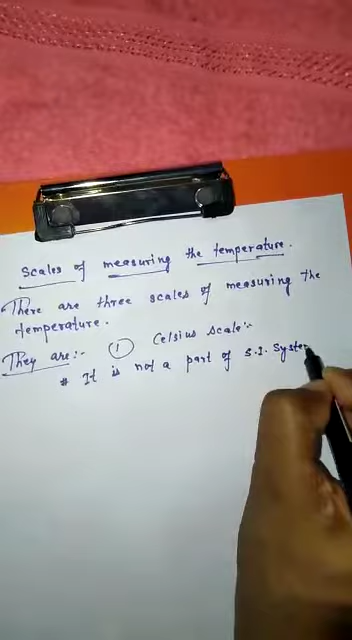 Scales of measuring the temperature.
There are three scales of measuring the
temperature.
They are:- ① Celsius Scale:-
# It is not a part of S.I. System